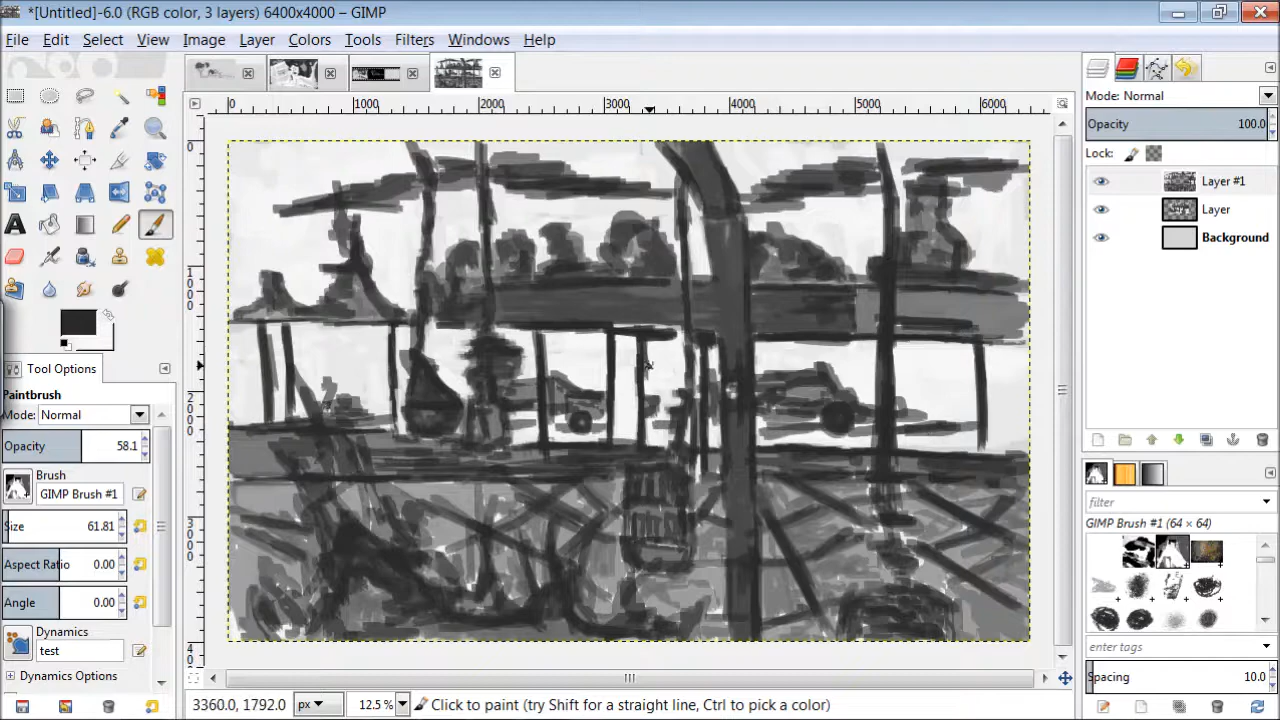 *[Untitled]-6.0 (RGB color, 3 layers) 6400x4000 – GIMP
File Edit Select View Image Layer Colors Tools Filters Windows Help
0 1000 2000 3000 4000 5000 6000
Mode: Normal
Opacity 100.0
Lock:
Layer #1
Layer
Background
0
1000
2000
3000
Tool Options
Paintbrush
Mode: Normal
Opacity 58.1
Brush
GIMP Brush #1
Size 61.81
Aspect Ratio 0.00
Angle 0.00
Dynamics
test
Dynamics Options
filter
GIMP Brush #1 (64 × 64)
enter tags
Spacing 10.0
3360.0, 1792.0 px 12.5 % Click to paint (try Shift for a straight line, Ctrl to pick a color)